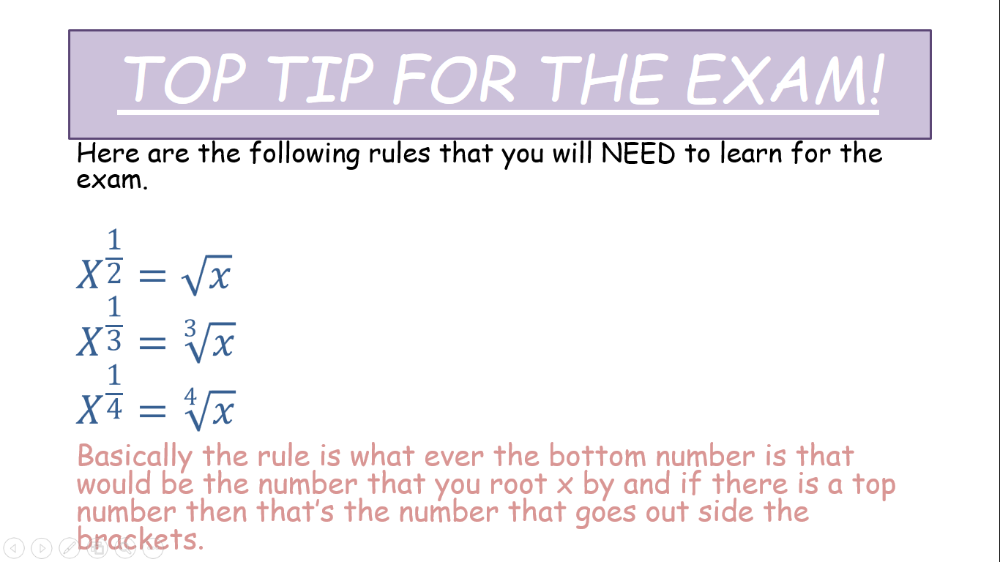 TOP TIP FOR THE EXAM!
Here are the following rules that you will NEED to learn for the
exam.
X^{\frac{1}{2}} = \sqrt{x}
X^{\frac{1}{3}} = \sqrt[3]{x}
X^{\frac{1}{4}} = \sqrt[4]{x}
Basically the rule is what ever the bottom number is that
would be the number that you root x by and if there is a top
number then that’s the number that goes out side the
brackets.